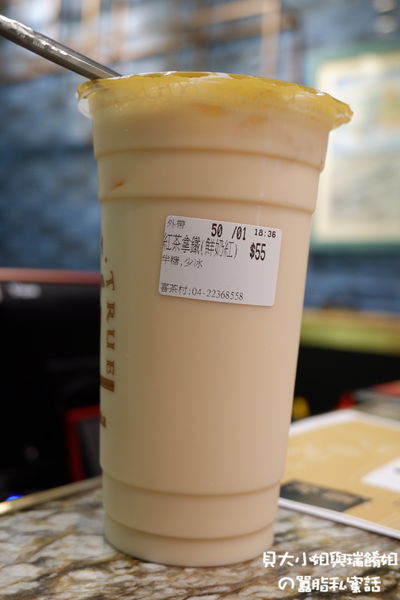 外帶
50 /01 18:36
紅茶拿鐵(鮮奶紅) $55
半糖,少冰
喜茶村:04-22368558
TRUE
貝大小姐與瑞餚姐
の囂脂私蜜話